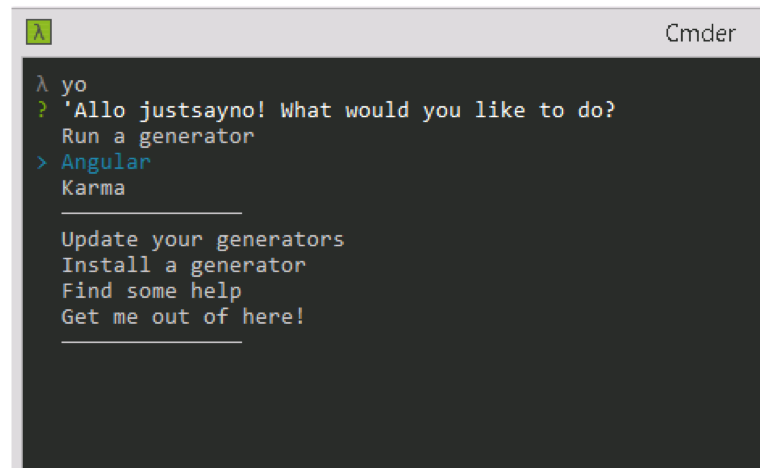 λ Cmder
λ yo
? 'Allo justsayno! What would you like to do?
Run a generator
> Angular
Karma
Update your generators
Install a generator
Find some help
Get me out of here!